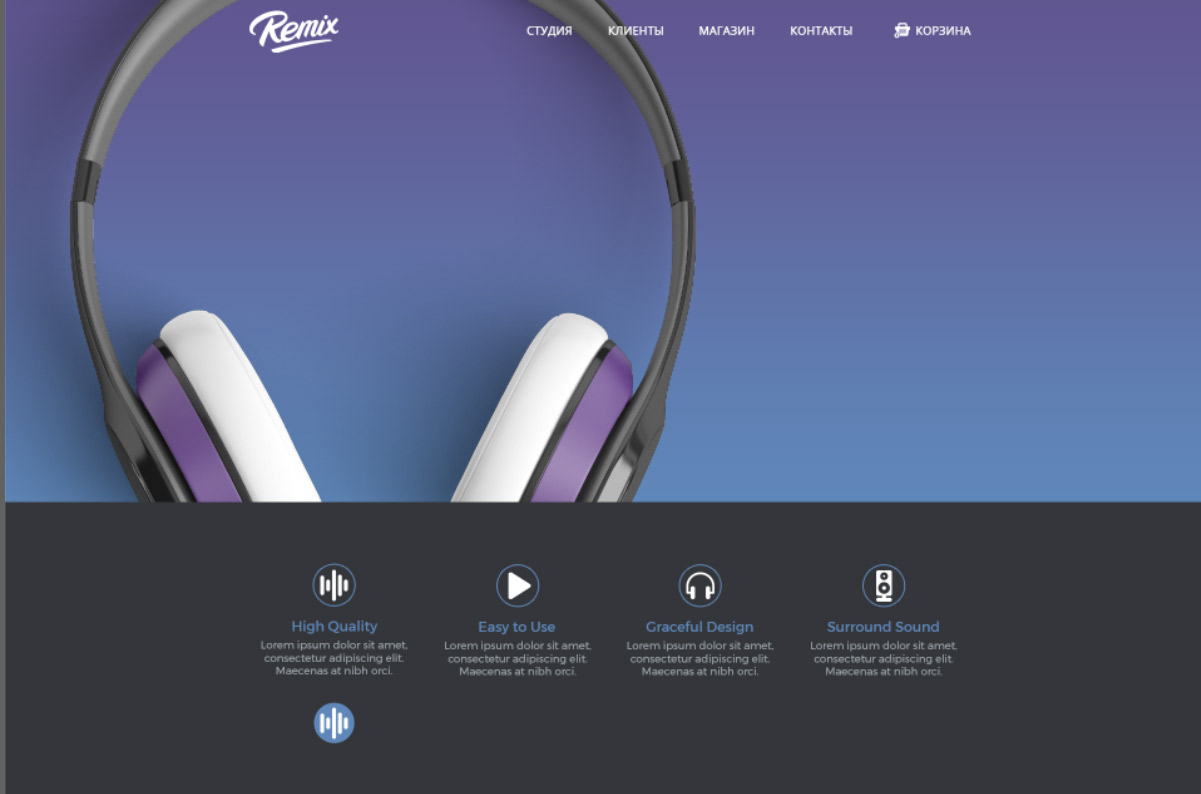 Remix
СТУДИЯ КЛИЕНТЫ МАГАЗИН КОНТАКТЫ КОРЗИНА
High Quality
Lorem ipsum dolor sit amet,
consectetur adipiscing elit.
Maecenas at nibh orci.
Easy to Use
Lorem ipsum dolor sit amet,
consectetur adipiscing elit.
Maecenas at nibh orci.
Graceful Design
Lorem ipsum dolor sit amet,
consectetur adipiscing elit.
Maecenas at nibh orci.
Surround Sound
Lorem ipsum dolor sit amet,
consectetur adipiscing elit.
Maecenas at nibh orci.